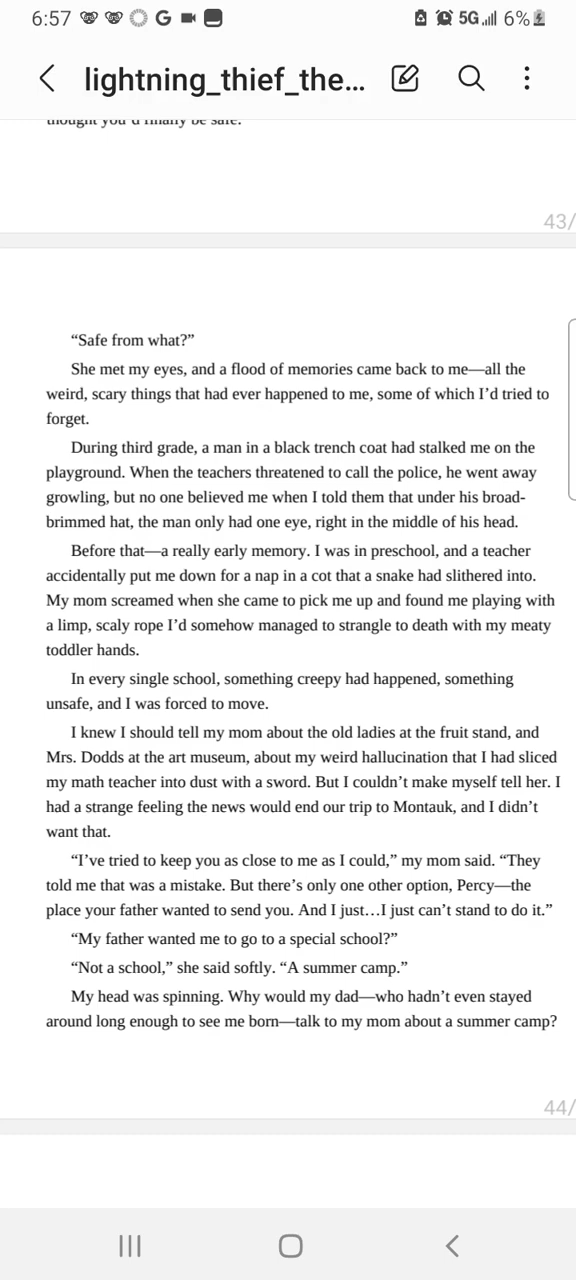 6:57 G 5G 6%
lightning_thief_the...
thought you'd finally be safe.
43/
“Safe from what?”
She met my eyes, and a flood of memories came back to me—all the
weird, scary things that had ever happened to me, some of which I’d tried to
forget.
During third grade, a man in a black trench coat had stalked me on the
playground. When the teachers threatened to call the police, he went away
growling, but no one believed me when I told them that under his broad-
brimmed hat, the man only had one eye, right in the middle of his head.
Before that—a really early memory. I was in preschool, and a teacher
accidentally put me down for a nap in a cot that a snake had slithered into.
My mom screamed when she came to pick me up and found me playing with
a limp, scaly rope I’d somehow managed to strangle to death with my meaty
toddler hands.
In every single school, something creepy had happened, something
unsafe, and I was forced to move.
I knew I should tell my mom about the old ladies at the fruit stand, and
Mrs. Dodds at the art museum, about my weird hallucination that I had sliced
my math teacher into dust with a sword. But I couldn’t make myself tell her. I
had a strange feeling the news would end our trip to Montauk, and I didn’t
want that.
“I’ve tried to keep you as close to me as I could,” my mom said. “They
told me that was a mistake. But there’s only one other option, Percy—the
place your father wanted to send you. And I just…I just can’t stand to do it.”
“My father wanted me to go to a special school?”
“Not a school,” she said softly. “A summer camp.”
My head was spinning. Why would my dad—who hadn’t even stayed
around long enough to see me born—talk to my mom about a summer camp?
44/